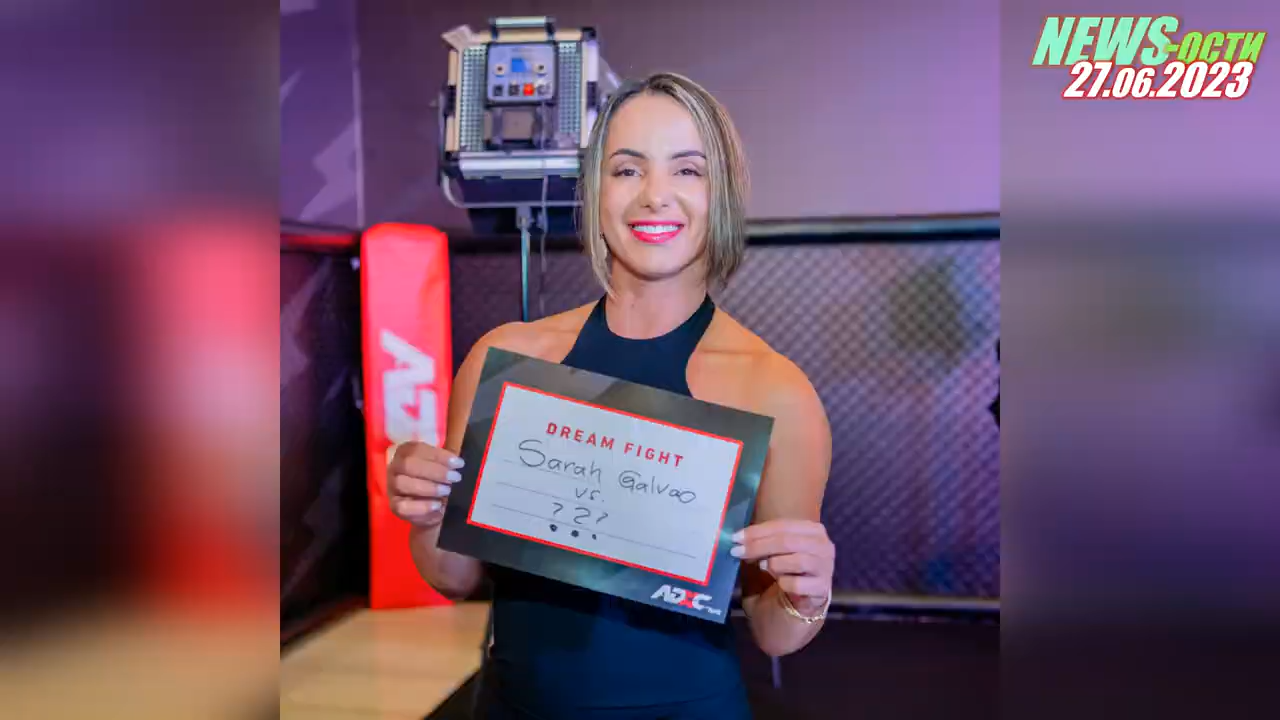 NEWS-ОСТИ
27.06.2023
DREAM FIGHT
Sarah Galvao
vs.
???
ADXC